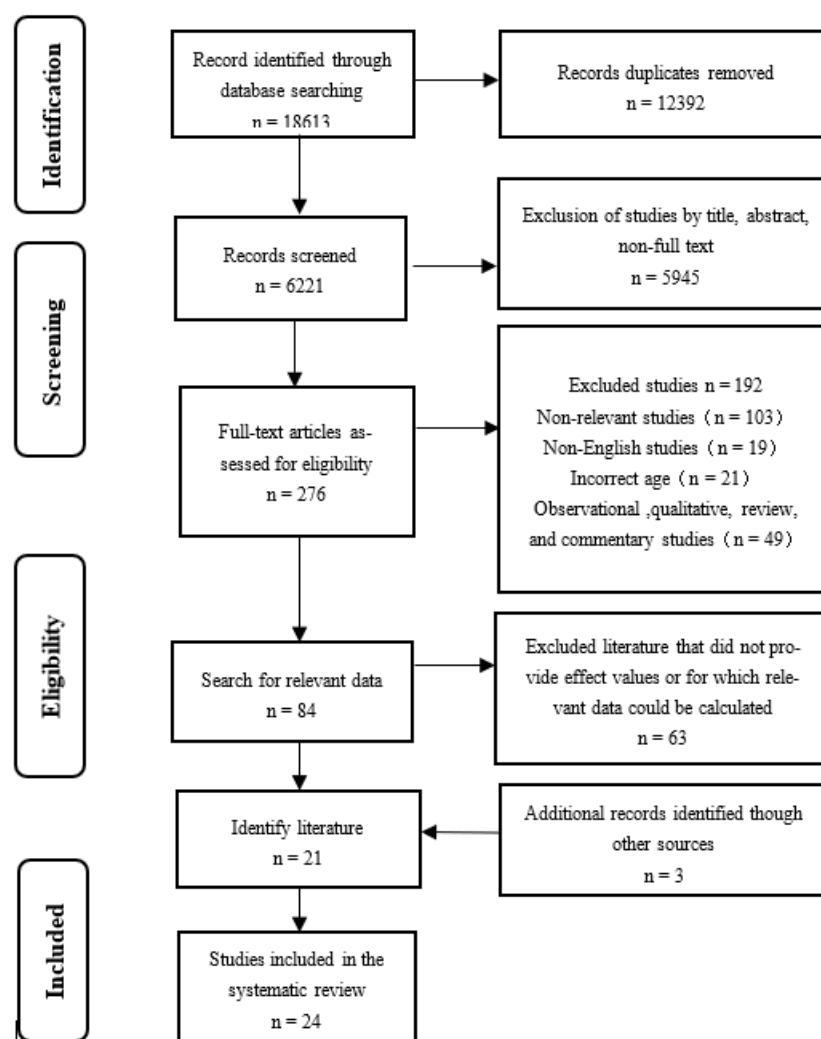 Identification
Record identified through
database searching
n = 18613
Records duplicates removed
n = 12392
Screening
Records screened
n = 6221
Exclusion of studies by title, abstract,
non-full text
n = 5945
Full-text articles as-
sessed for eligibility
n = 276
Excluded studies n = 192
Non-relevant studies（n = 103）
Non-English studies（n = 19）
Incorrect age（n = 21）
Observational ,qualitative, review,
and commentary studies（n = 49）
Eligibility
Search for relevant data
n = 84
Excluded literature that did not pro-
vide effect values or for which rele-
vant data could be calculated
n = 63
Identify literature
n = 21
Additional records identified though
other sources
n = 3
Included
Studies included in the
systematic review
n = 24